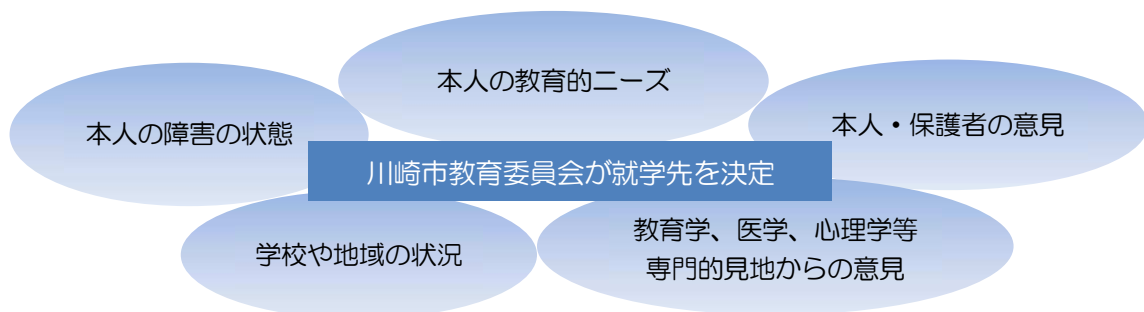 本人の教育的ニーズ
本人の障害の状態
本人・保護者の意見
川崎市教育委員会が就学先を決定
学校や地域の状況
教育学、医学、心理学等
専門的見地からの意見